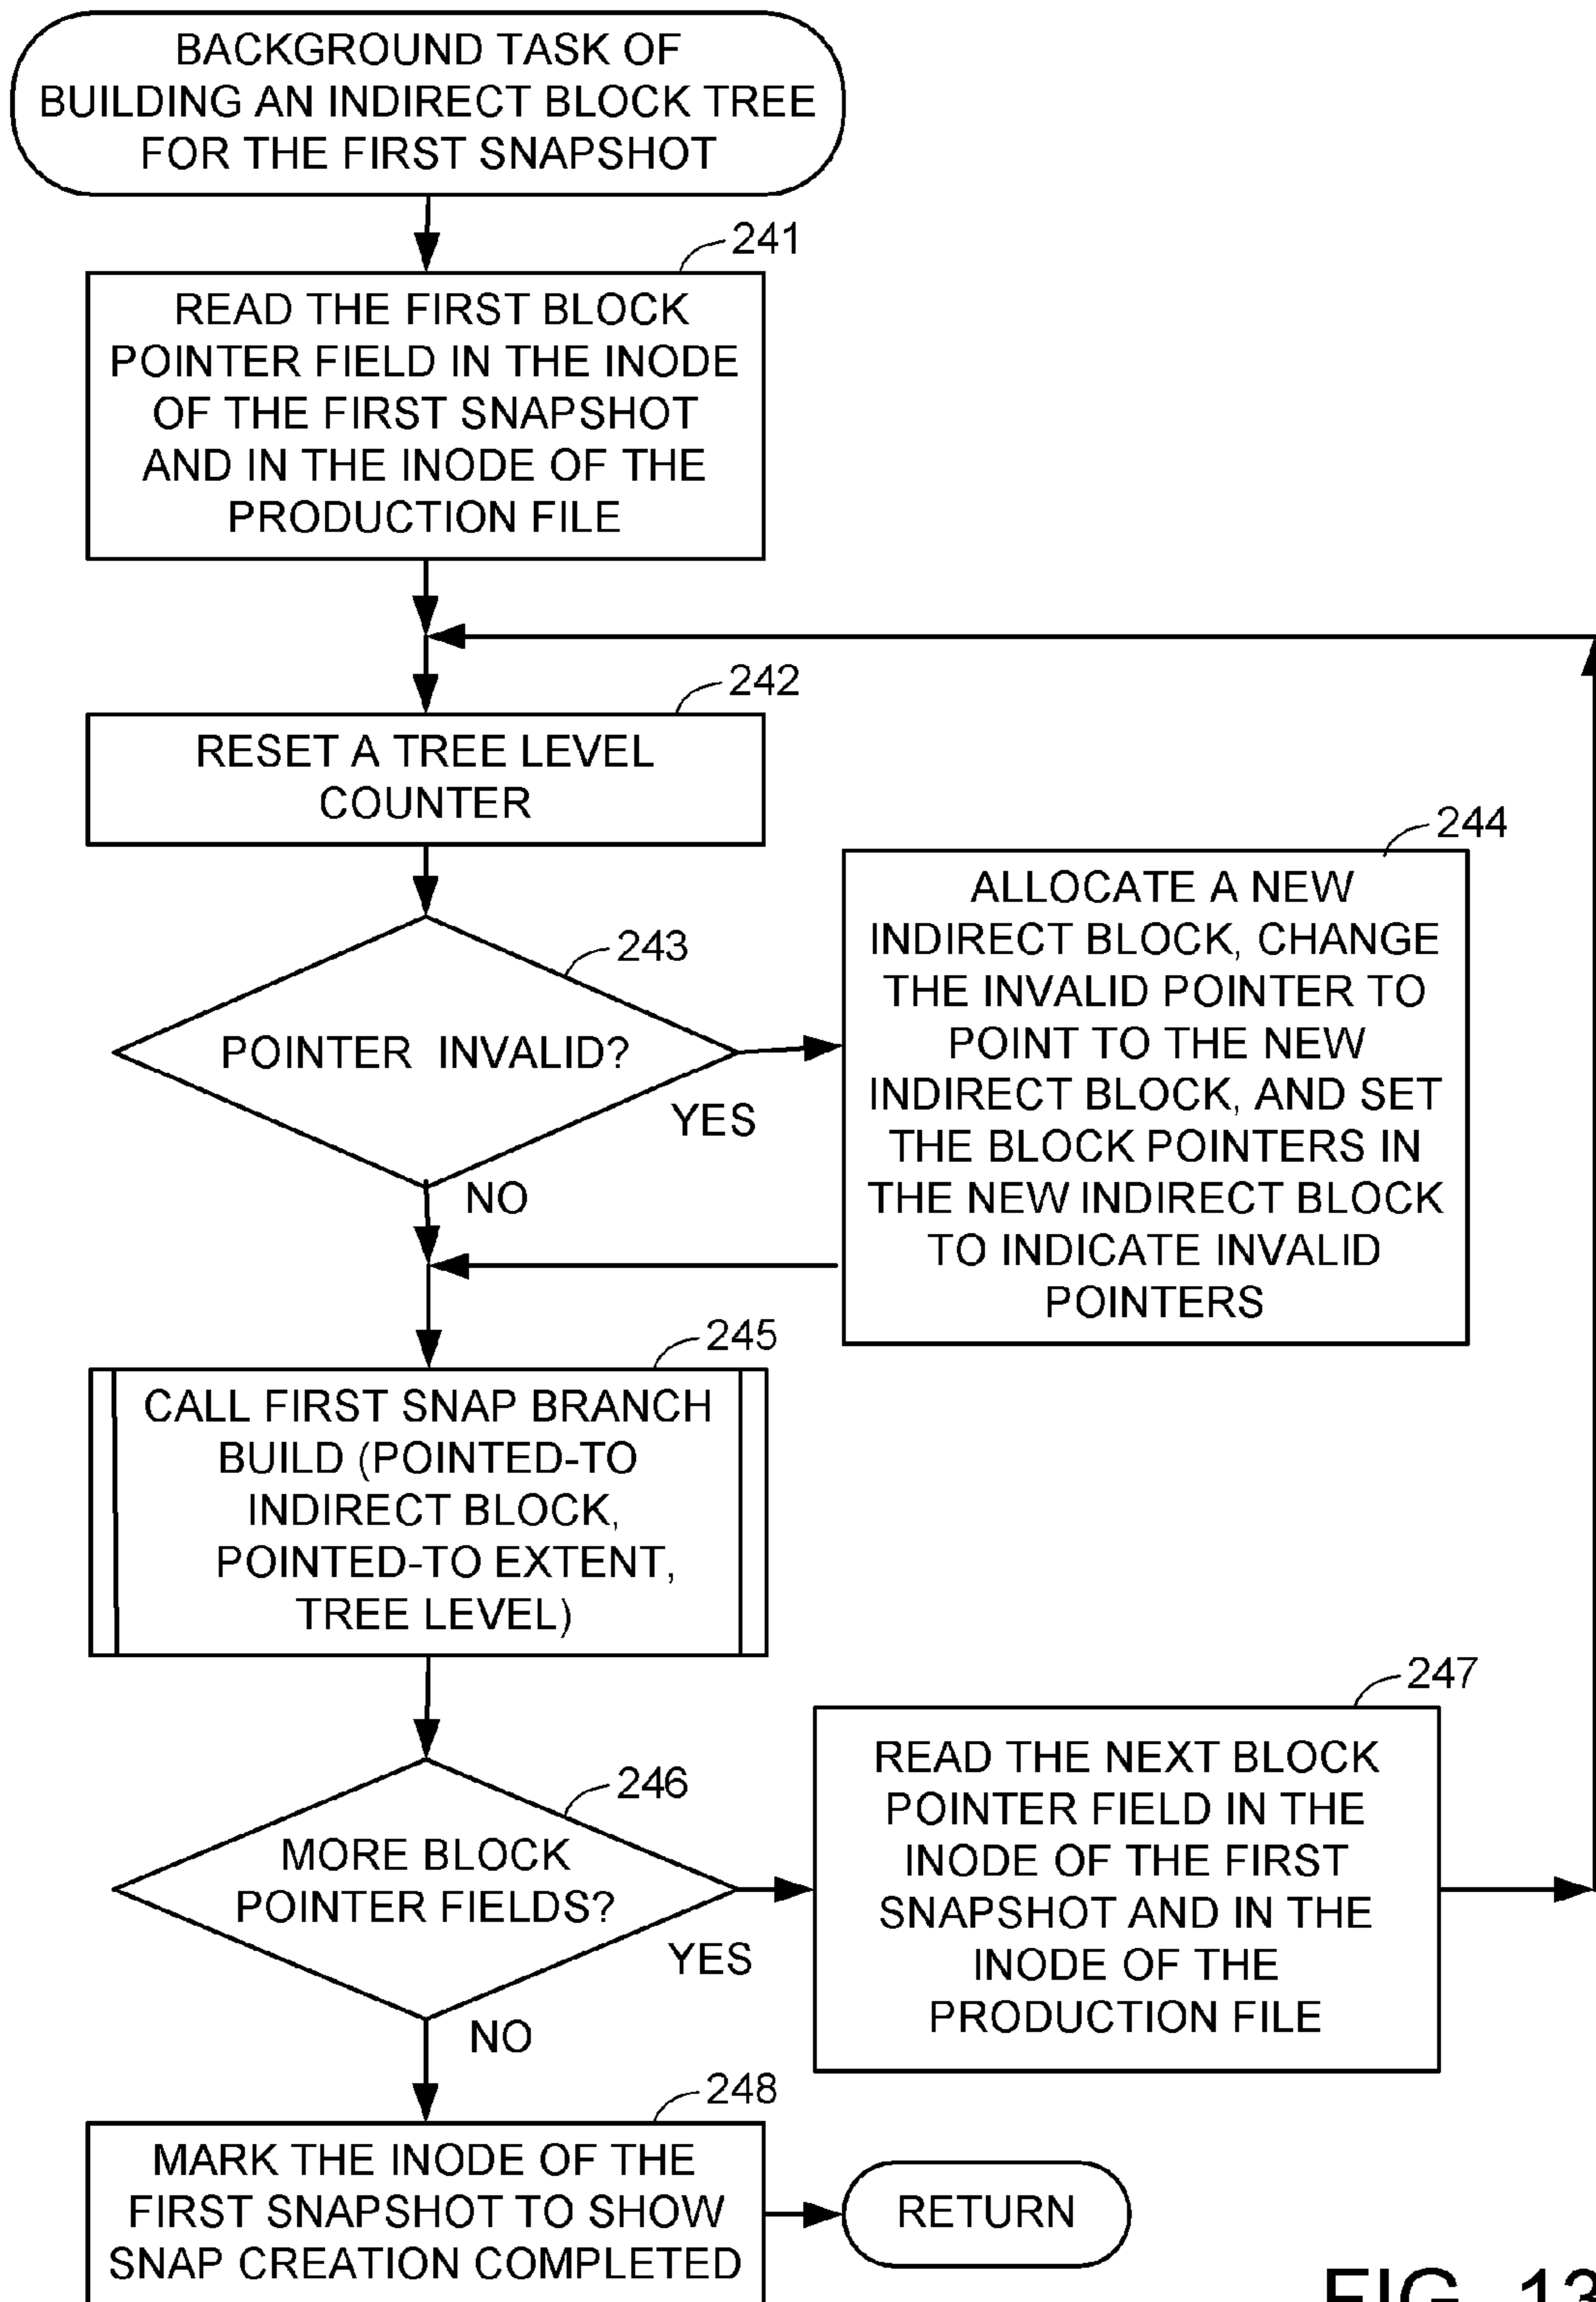 BACKGROUND TASK OF
BUILDING AN INDIRECT BLOCK TREE
FOR THE FIRST SNAPSHOT
241
READ THE FIRST BLOCK
POINTER FIELD IN THE INODE
OF THE FIRST SNAPSHOT
AND IN THE INODE OF THE
PRODUCTION FILE
242
RESET A TREE LEVEL
COUNTER
243
POINTER INVALID?
YES
NO
244
ALLOCATE A NEW
INDIRECT BLOCK, CHANGE
THE INVALID POINTER TO
POINT TO THE NEW
INDIRECT BLOCK, AND SET
THE BLOCK POINTERS IN
THE NEW INDIRECT BLOCK
TO INDICATE INVALID
POINTERS
245
CALL FIRST SNAP BRANCH
BUILD (POINTED-TO
INDIRECT BLOCK,
POINTED-TO EXTENT,
TREE LEVEL)
246
MORE BLOCK
POINTER FIELDS?
YES
NO
247
READ THE NEXT BLOCK
POINTER FIELD IN THE
INODE OF THE FIRST
SNAPSHOT AND IN THE
INODE OF THE
PRODUCTION FILE
248
MARK THE INODE OF THE
FIRST SNAPSHOT TO SHOW
SNAP CREATION COMPLETED
RETURN
FIG. 13